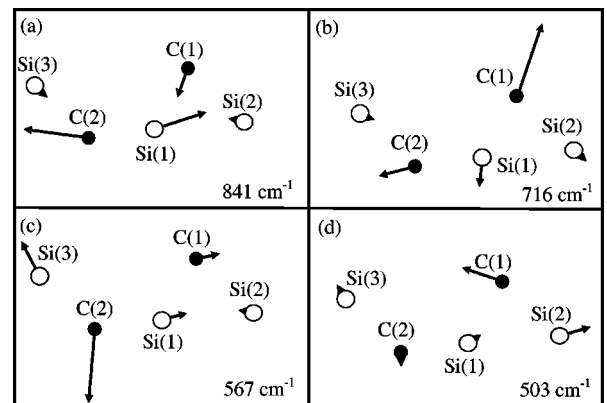 (a)
C(1)
Si(3)
C(2)
Si(2)
Si(1)
841 cm⁻¹
(b)
C(1)
Si(3)
Si(2)
C(2)
Si(1)
716 cm⁻¹
(c)
C(1)
Si(3)
C(2)
Si(2)
Si(1)
567 cm⁻¹
(d)
C(1)
Si(3)
Si(2)
C(2)
Si(1)
503 cm⁻¹